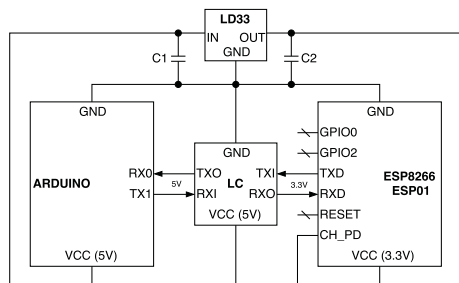 LD33
IN OUT
GND
C1
C2
GND
GND
GND
ARDUINO
RX0
TX1
5V
TXO
RXI
LC
TXI
RXO
3.3V
GPIO0
GPIO2
TXD
RXD
RESET
CH_PD
ESP8266
ESP01
VCC (5V)
VCC (5V)
VCC (3.3V)